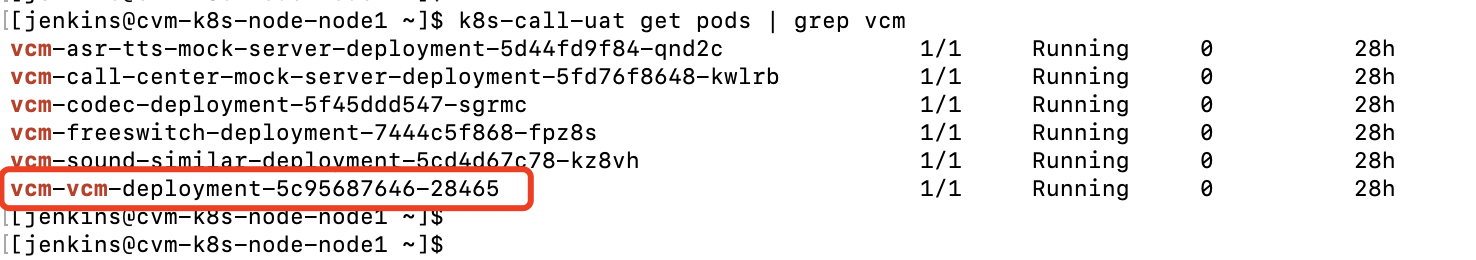 [[jenkins@cvm-k8s-node-node1 ~]$ k8s-call-uat get pods | grep vcm
vcm-asr-tts-mock-server-deployment-5d44fd9f84-qnd2c 1/1 Running 0 28h
vcm-call-center-mock-server-deployment-5fd76f8648-kwlrb 1/1 Running 0 28h
vcm-codec-deployment-5f45ddd547-sgrmc 1/1 Running 0 28h
vcm-freeswitch-deployment-7444c5f868-fpz8s 1/1 Running 0 28h
vcm-sound-similar-deployment-5cd4d67c78-kz8vh 1/1 Running 0 28h
vcm-vcm-deployment-5c95687646-28465 1/1 Running 0 28h
[[jenkins@cvm-k8s-node-node1 ~]$
[[jenkins@cvm-k8s-node-node1 ~]$